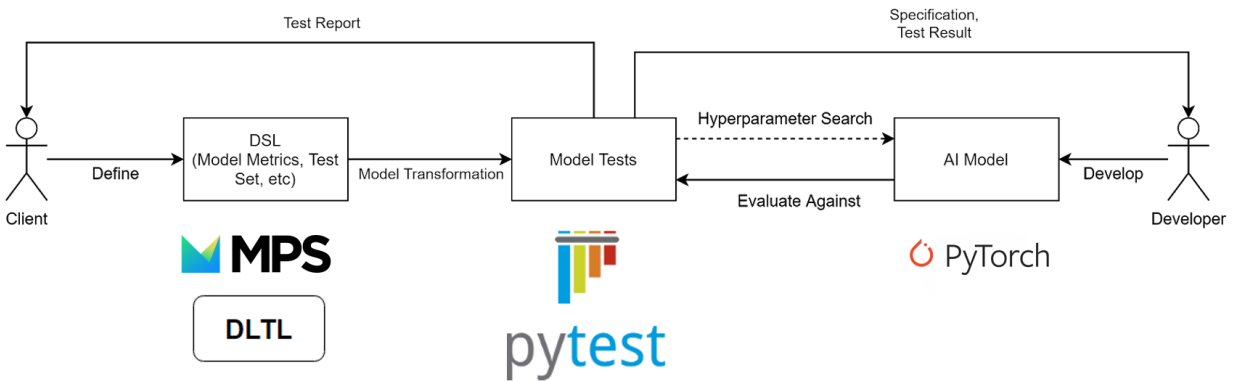 Test Report
Specification,
Test Result
DSL
(Model Metrics, Test
Set, etc)
Model Tests
Hyperparameter Search
AI Model
Define
Model Transformation
Evaluate Against
Develop
Client
Developer
MPS
DLTL
pytest
PyTorch